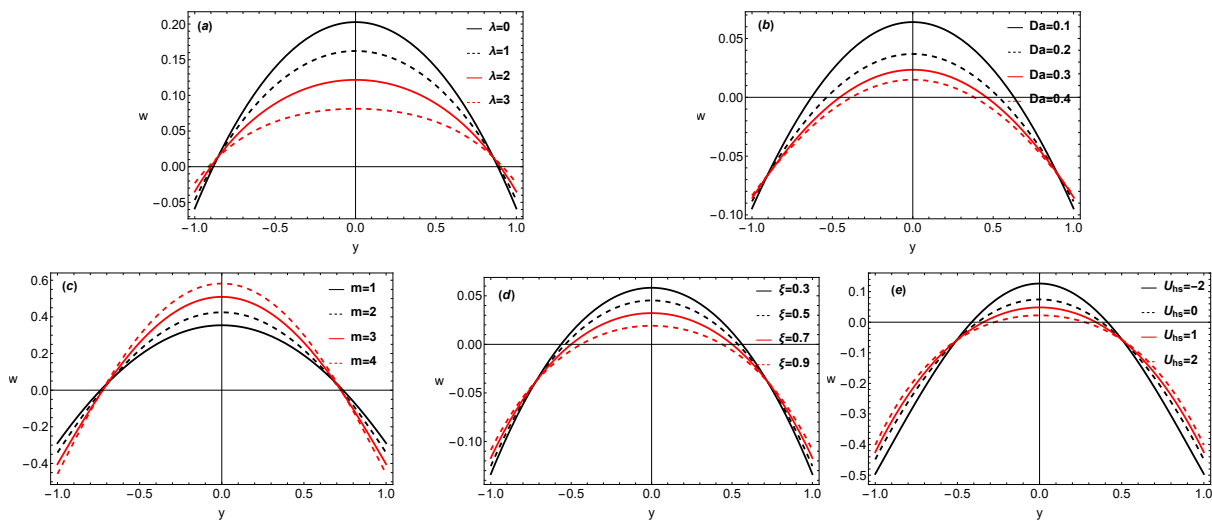 (a)
λ=0
λ=1
λ=2
λ=3
0.20
0.15
0.10
0.05
0.00
−0.05
w
−1.0 −0.5 0.0 0.5 1.0
y
(b)
Da=0.1
Da=0.2
Da=0.3
Da=0.4
0.05
0.00
−0.05
−0.10
w
−1.0 −0.5 0.0 0.5 1.0
y
(c)
m=1
m=2
m=3
m=4
0.6
0.4
0.2
0.0
−0.2
−0.4
w
−1.0 −0.5 0.0 0.5 1.0
y
(d)
ξ=0.3
ξ=0.5
ξ=0.7
ξ=0.9
0.05
0.00
−0.10
w
−1.0 −0.5 0.0 0.5 1.0
y
(e)
Uhs=−2
Uhs=0
Uhs=1
Uhs=2
0.1
0.0
−0.1
−0.2
−0.3
−0.4
−0.5
w
−1.0 −0.5 0.0 0.5 1.0
y